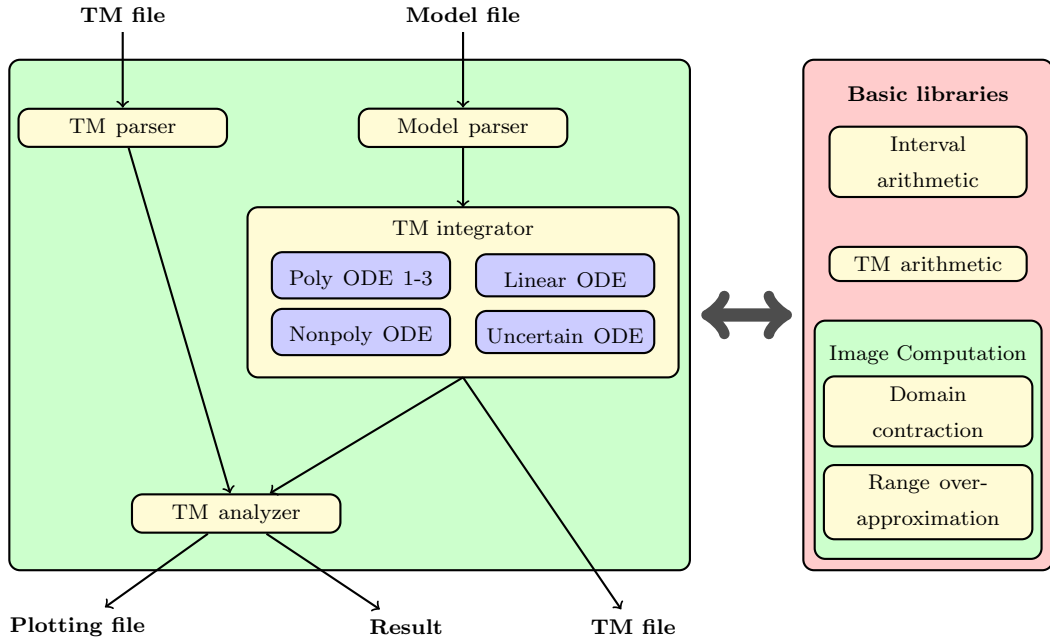 TM file
Model file
TM parser
Model parser
TM integrator
Poly ODE 1-3
Linear ODE
Nonpoly ODE
Uncertain ODE
TM analyzer
Plotting file
Result
TM file
Basic libraries
Interval
arithmetic
TM arithmetic
Image Computation
Domain
contraction
Range over-
approximation